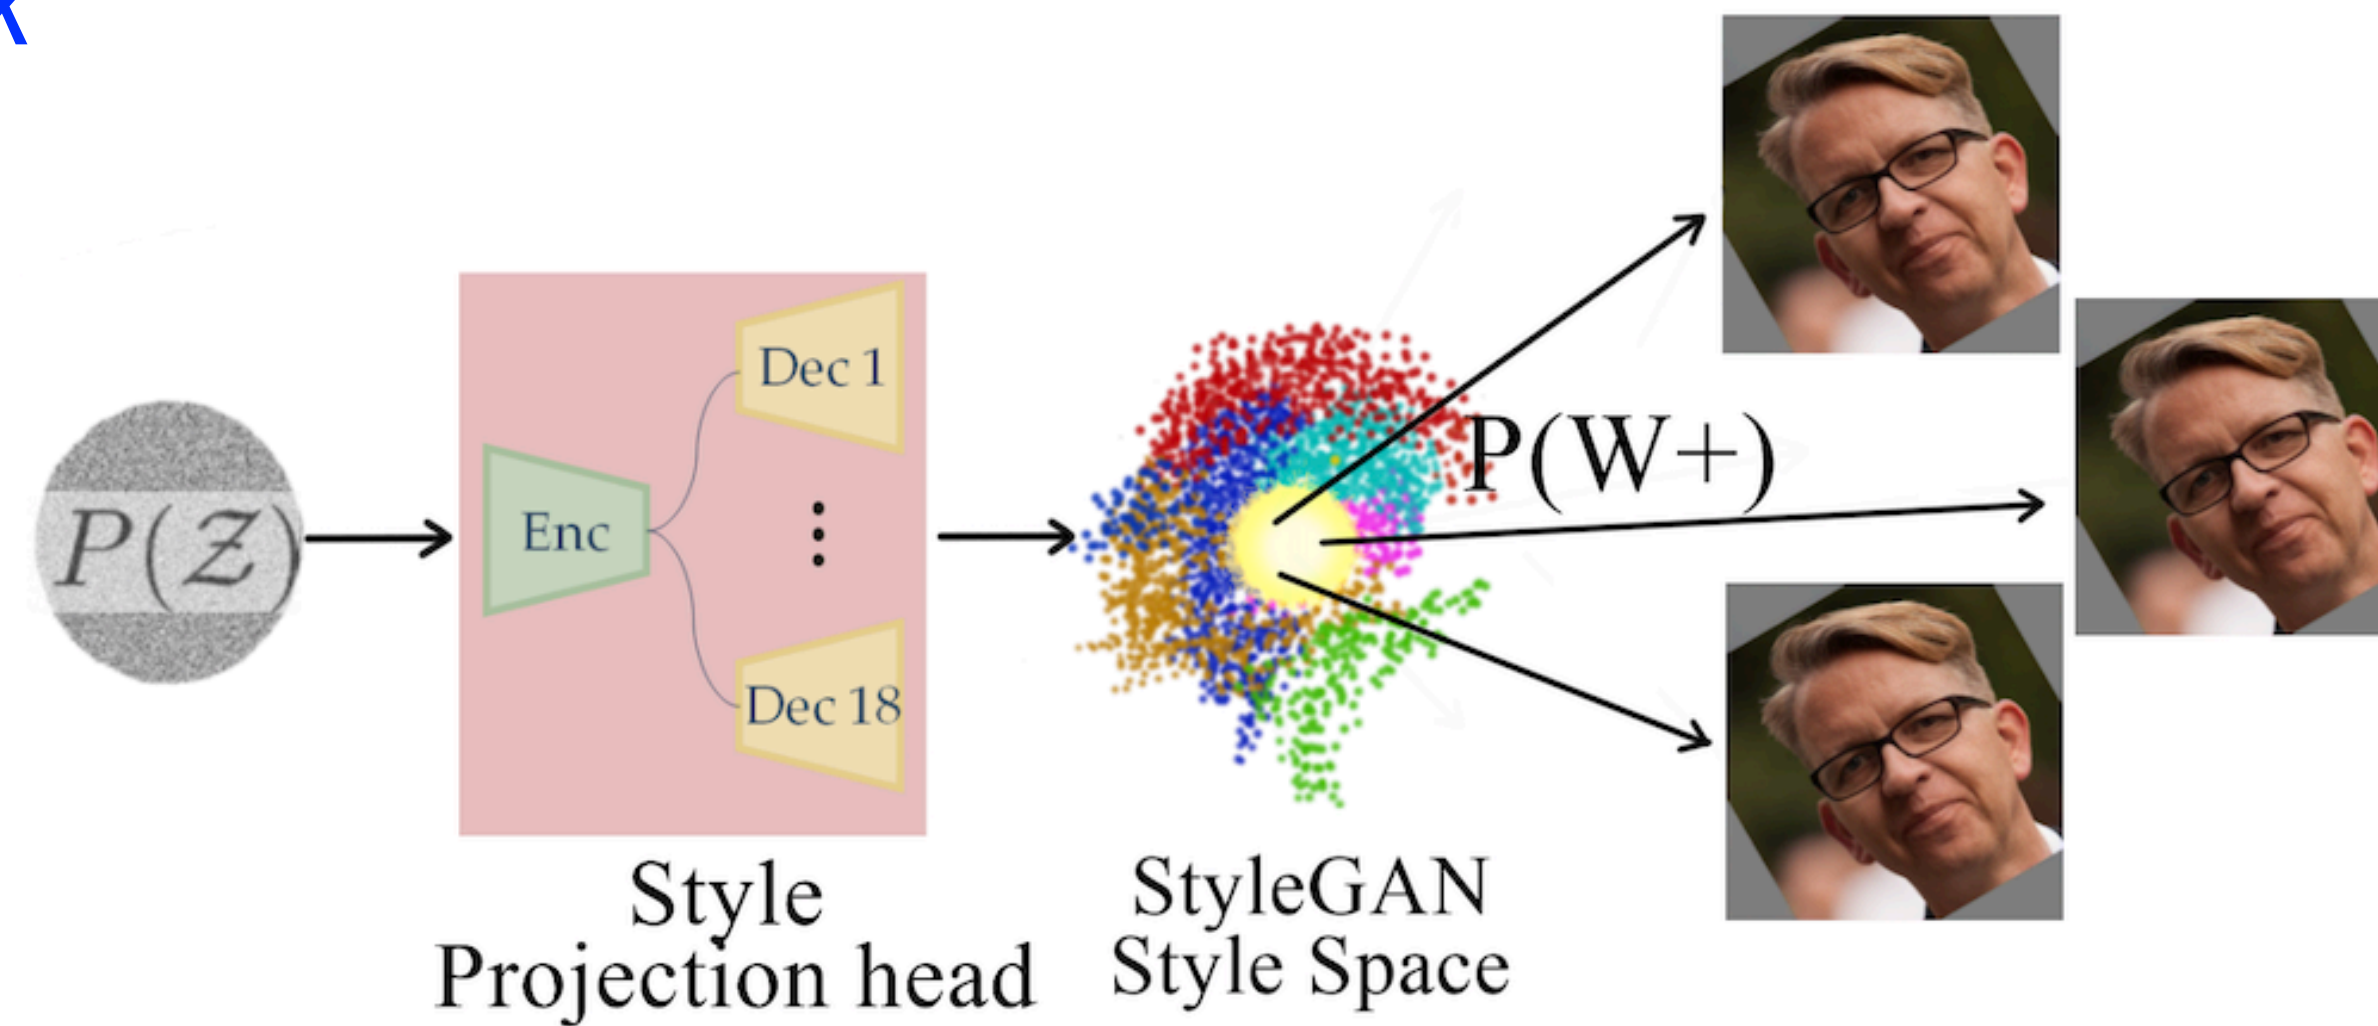 P(Z)
Enc
Dec 1
Dec 18
P(W+)
Style
Projection head
StyleGAN
Style Space